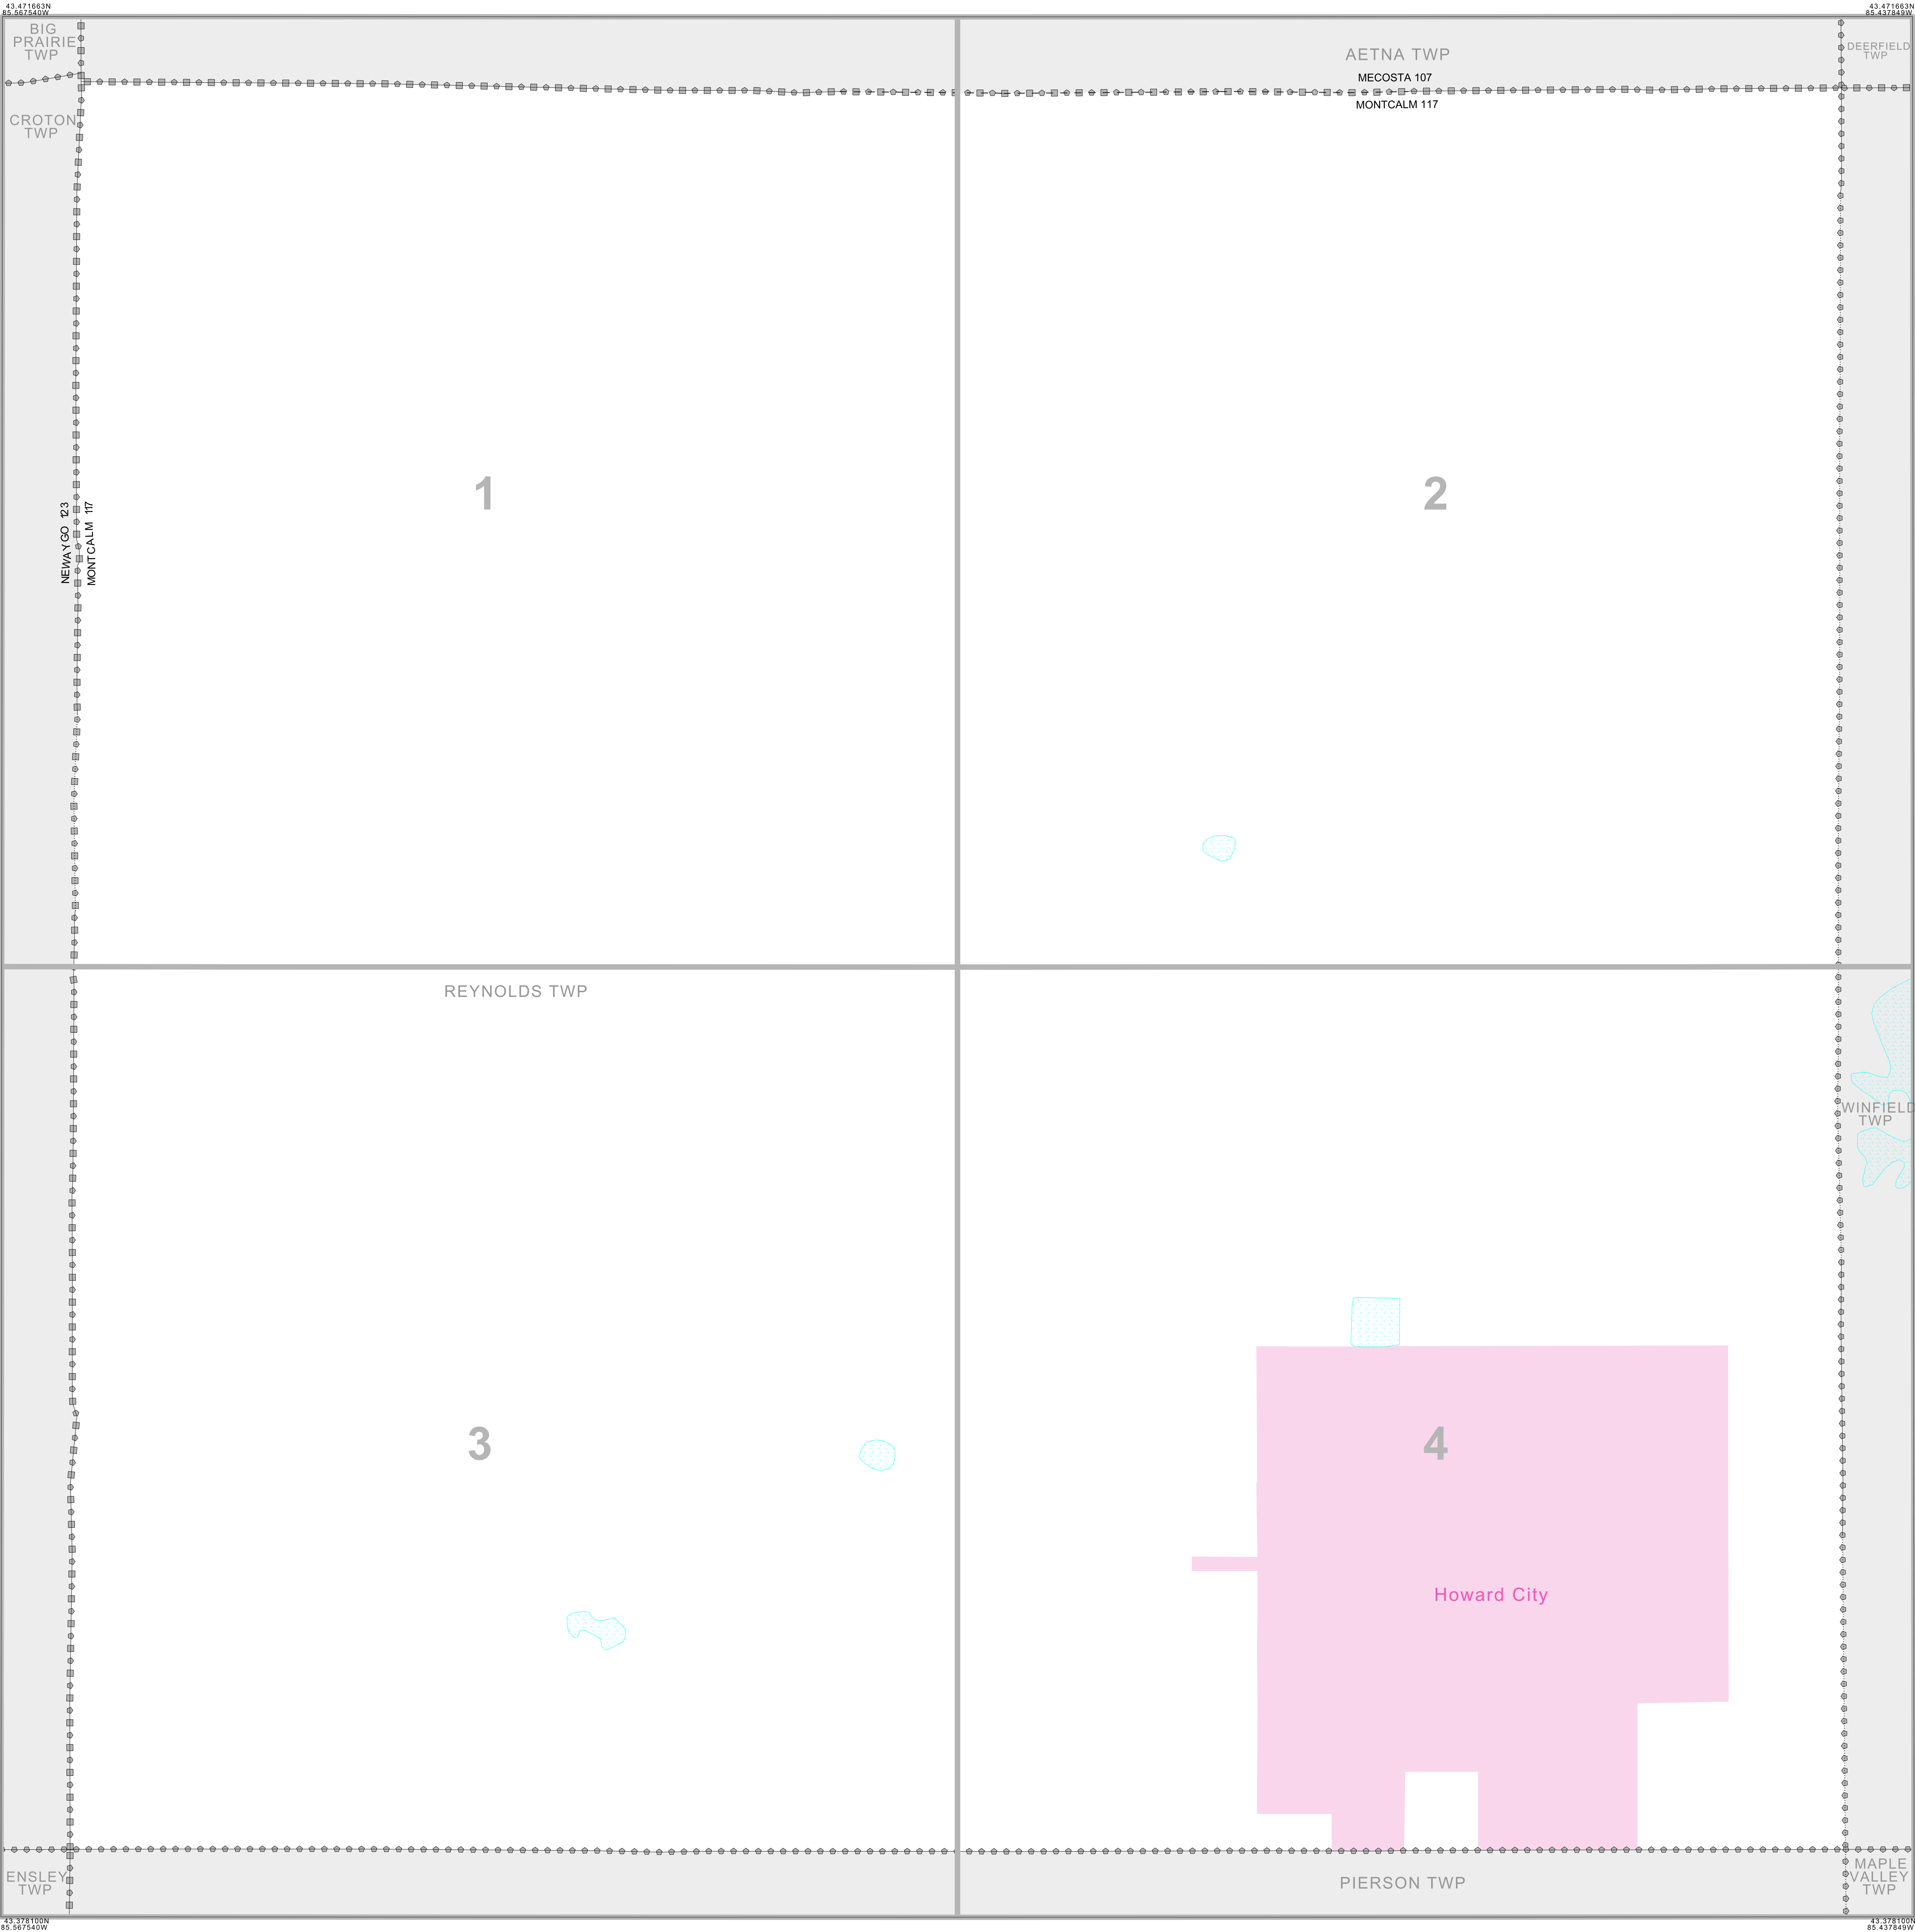 43.471663N
85.567540W
43.471663N
85.437849W
BIG
PRAIRIE
TWP
AETNA TWP
DEERFIELD
TWP
MECOSTA 107
MONTCALM 117
CROTON
TWP
1
2
NEWAYGO 123
MONTCALM 117
REYNOLDS TWP
WINFIELD
TWP
3
4
Howard City
ENSLEY
TWP
PIERSON TWP
MAPLE
VALLEY
TWP
43.378100N
85.567540W
43.378100N
85.437849W